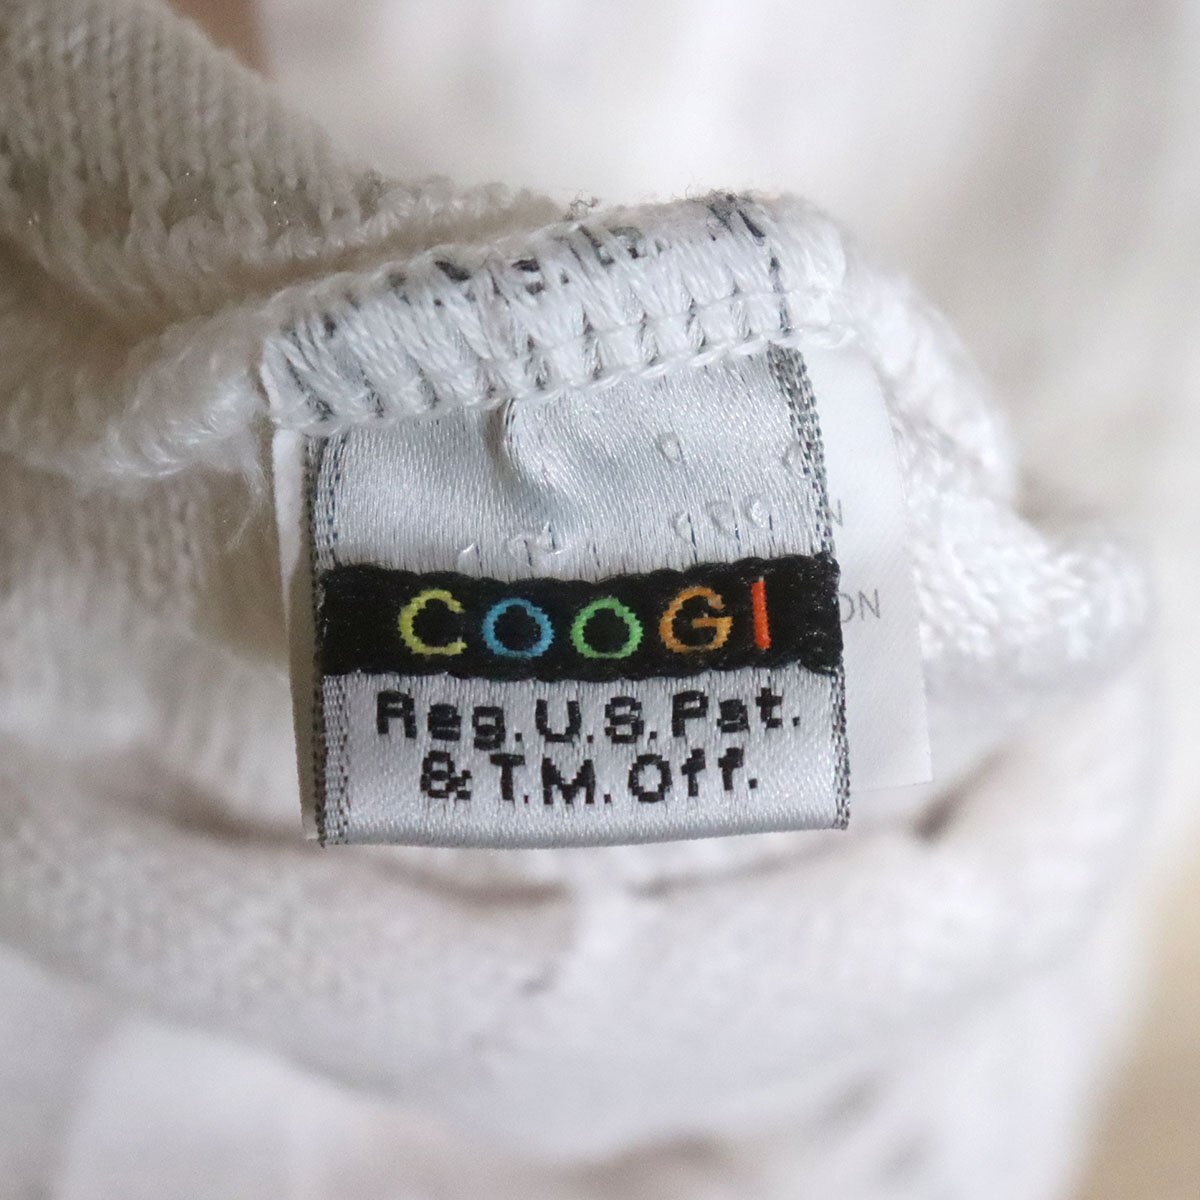 COOGI
Reg. U.S. Pat.
& T.M. Off.